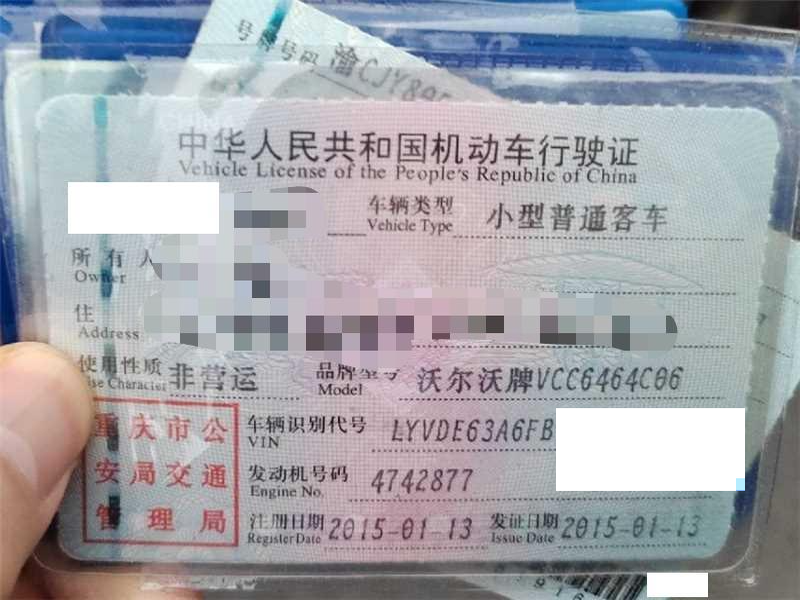 号牌号码 渝CJY895
中华人民共和国机动车行驶证
Vehicle License of the People's Republic of China
车辆类型 小型普通客车
Vehicle Type
所有人
Owner
住
Address
使用性质 非营运 品牌型号 沃尔沃牌VCC6464C06
Use Character Model
重庆市公
安局交通
管理局
车辆识别代号 LYVDE63A6FB
VIN
发动机号码 4742877
Engine No.
注册日期 2015-01-13 发证日期 2015-01-13
Register Date Issue Date